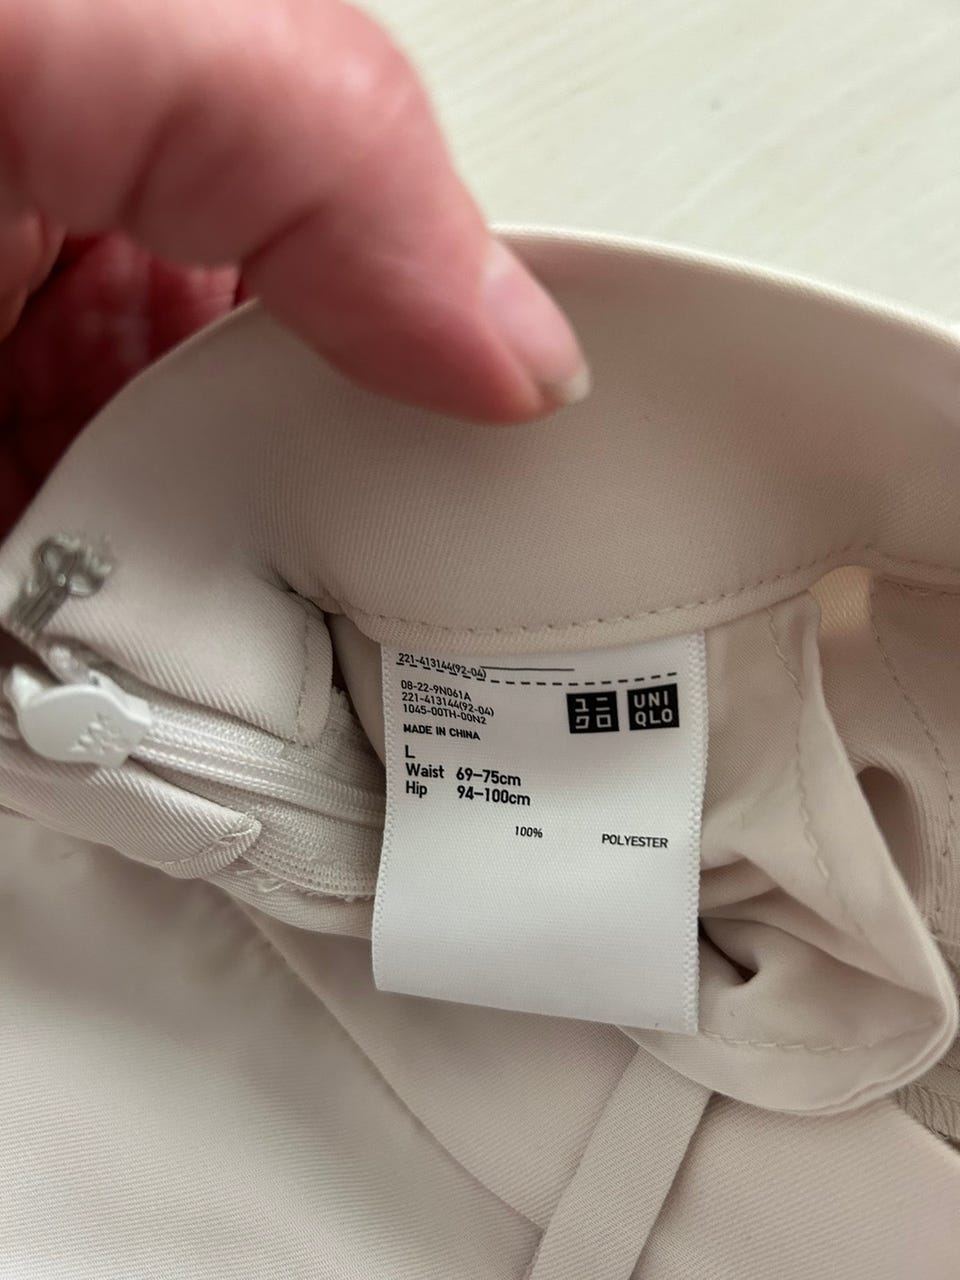 221-413144(92-04)
08-22-9N061A
221-413144(92-04)
1045-00TH-00N2
MADE IN CHINA
ユニ
クロ
UNI
QLO
L
Waist 69–75cm
Hip 94–100cm
100% POLYESTER